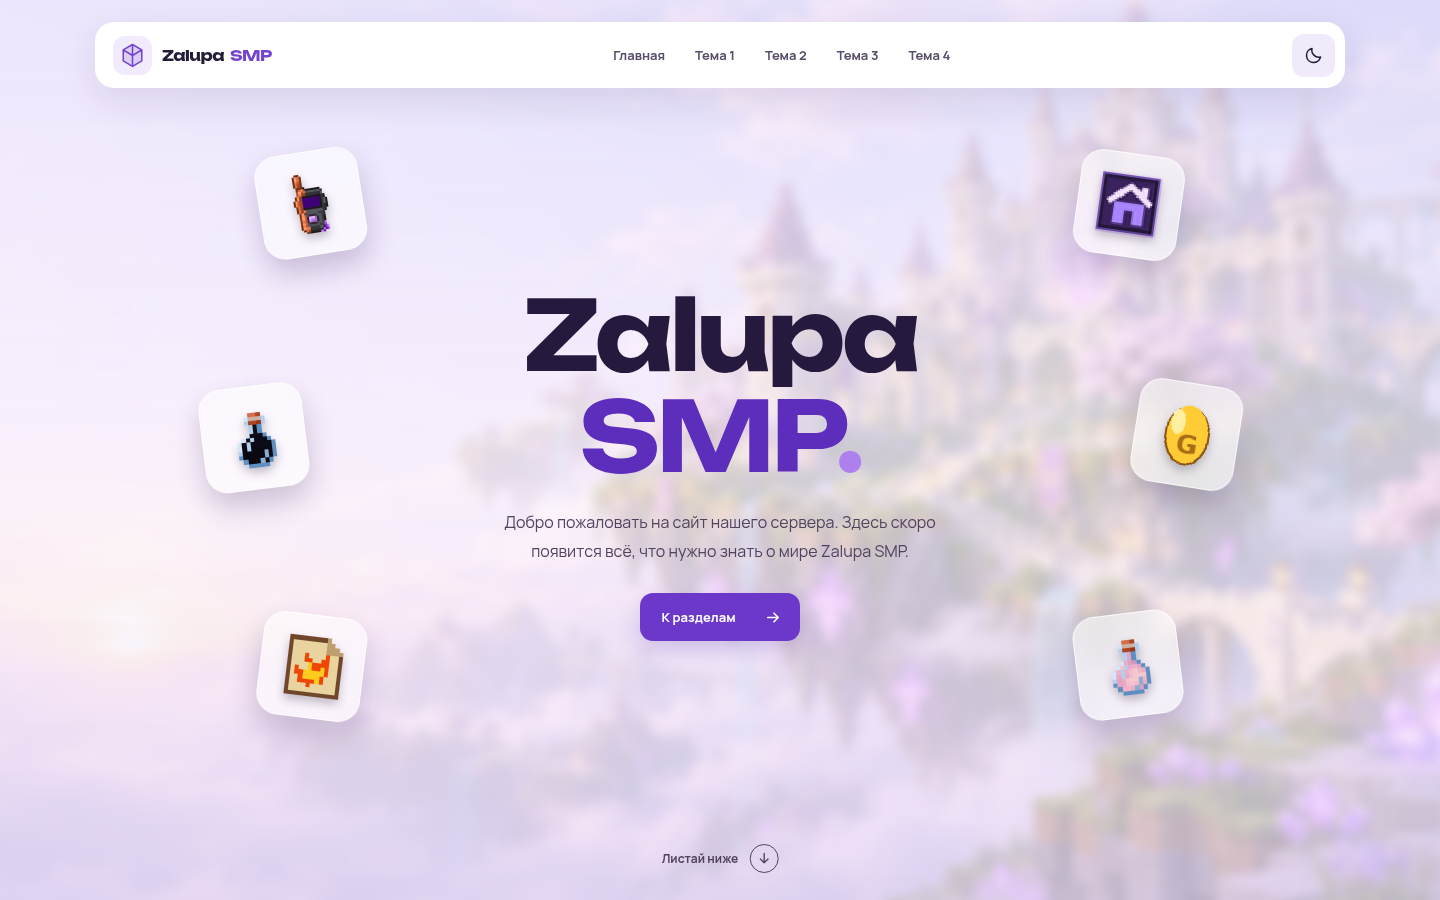 Zalupa SMP
Главная Тема 1 Тема 2 Тема 3 Тема 4
G
Zalupa
SMP.
Добро пожаловать на сайт нашего сервера. Здесь скоро
появится всё, что нужно знать о мире Zalupa SMP.
К разделам
Листай ниже